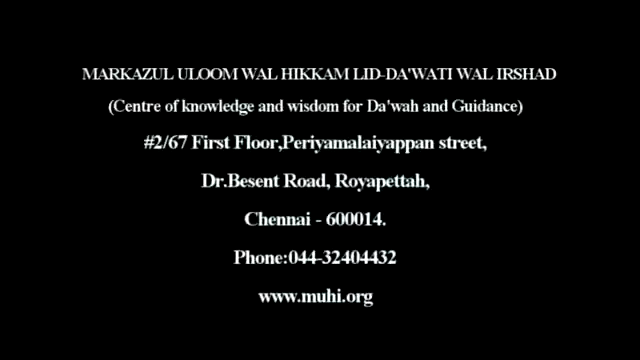 MARKAZUL ULOOM WAL HIKKAM LID-DA'WATI WAL IRSHAD
(Centre of knowledge and wisdom for Da'wah and Guidance)
#2/67 First Floor,Periyamalaiyappan street,
Dr.Besent Road, Royapettah,
Chennai - 600014.
Phone:044-32404432
www.muhi.org